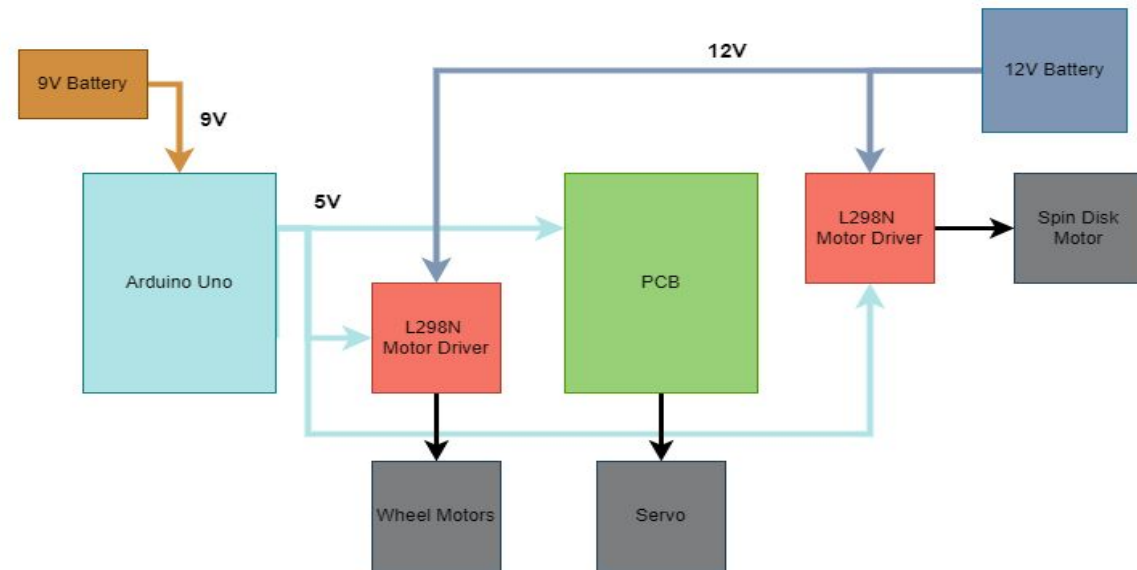 12V
9V Battery
12V Battery
9V
5V
Arduino Uno
PCB
L298N
Motor Driver
Spin Disk
Motor
L298N
Motor Driver
Wheel Motors
Servo